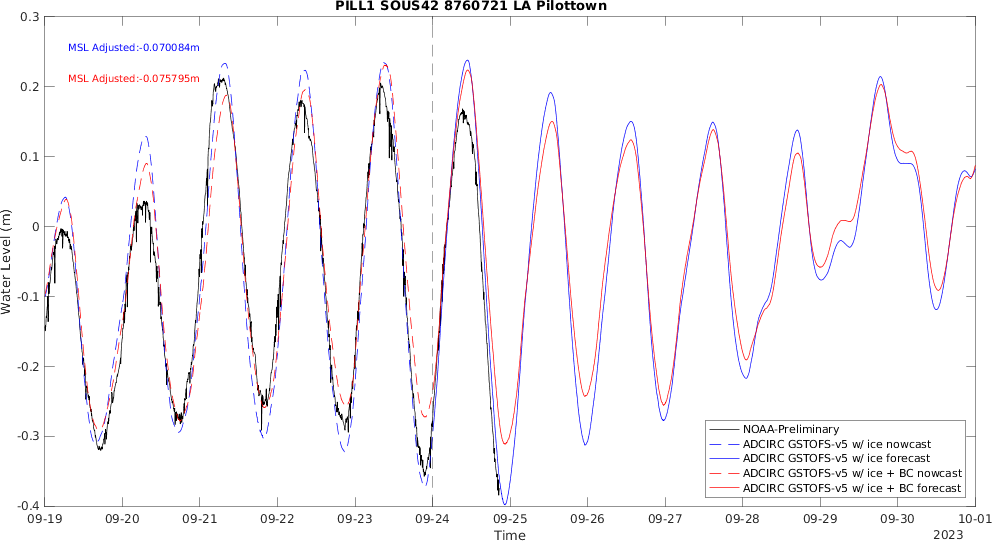 PILL1 SOUS42 8760721 LA Pilottown
MSL Adjusted:-0.070084m
MSL Adjusted:-0.075795m
Water Level (m)
0.3
0.2
0.1
0
-0.1
-0.2
-0.3
-0.4
NOAA-Preliminary
ADCIRC GSTOFS-v5 w/ ice nowcast
ADCIRC GSTOFS-v5 w/ ice forecast
ADCIRC GSTOFS-v5 w/ ice + BC nowcast
ADCIRC GSTOFS-v5 w/ ice + BC forecast
09-19 09-20 09-21 09-22 09-23 09-24 09-25 09-26 09-27 09-28 09-29 09-30 10-01
Time
2023